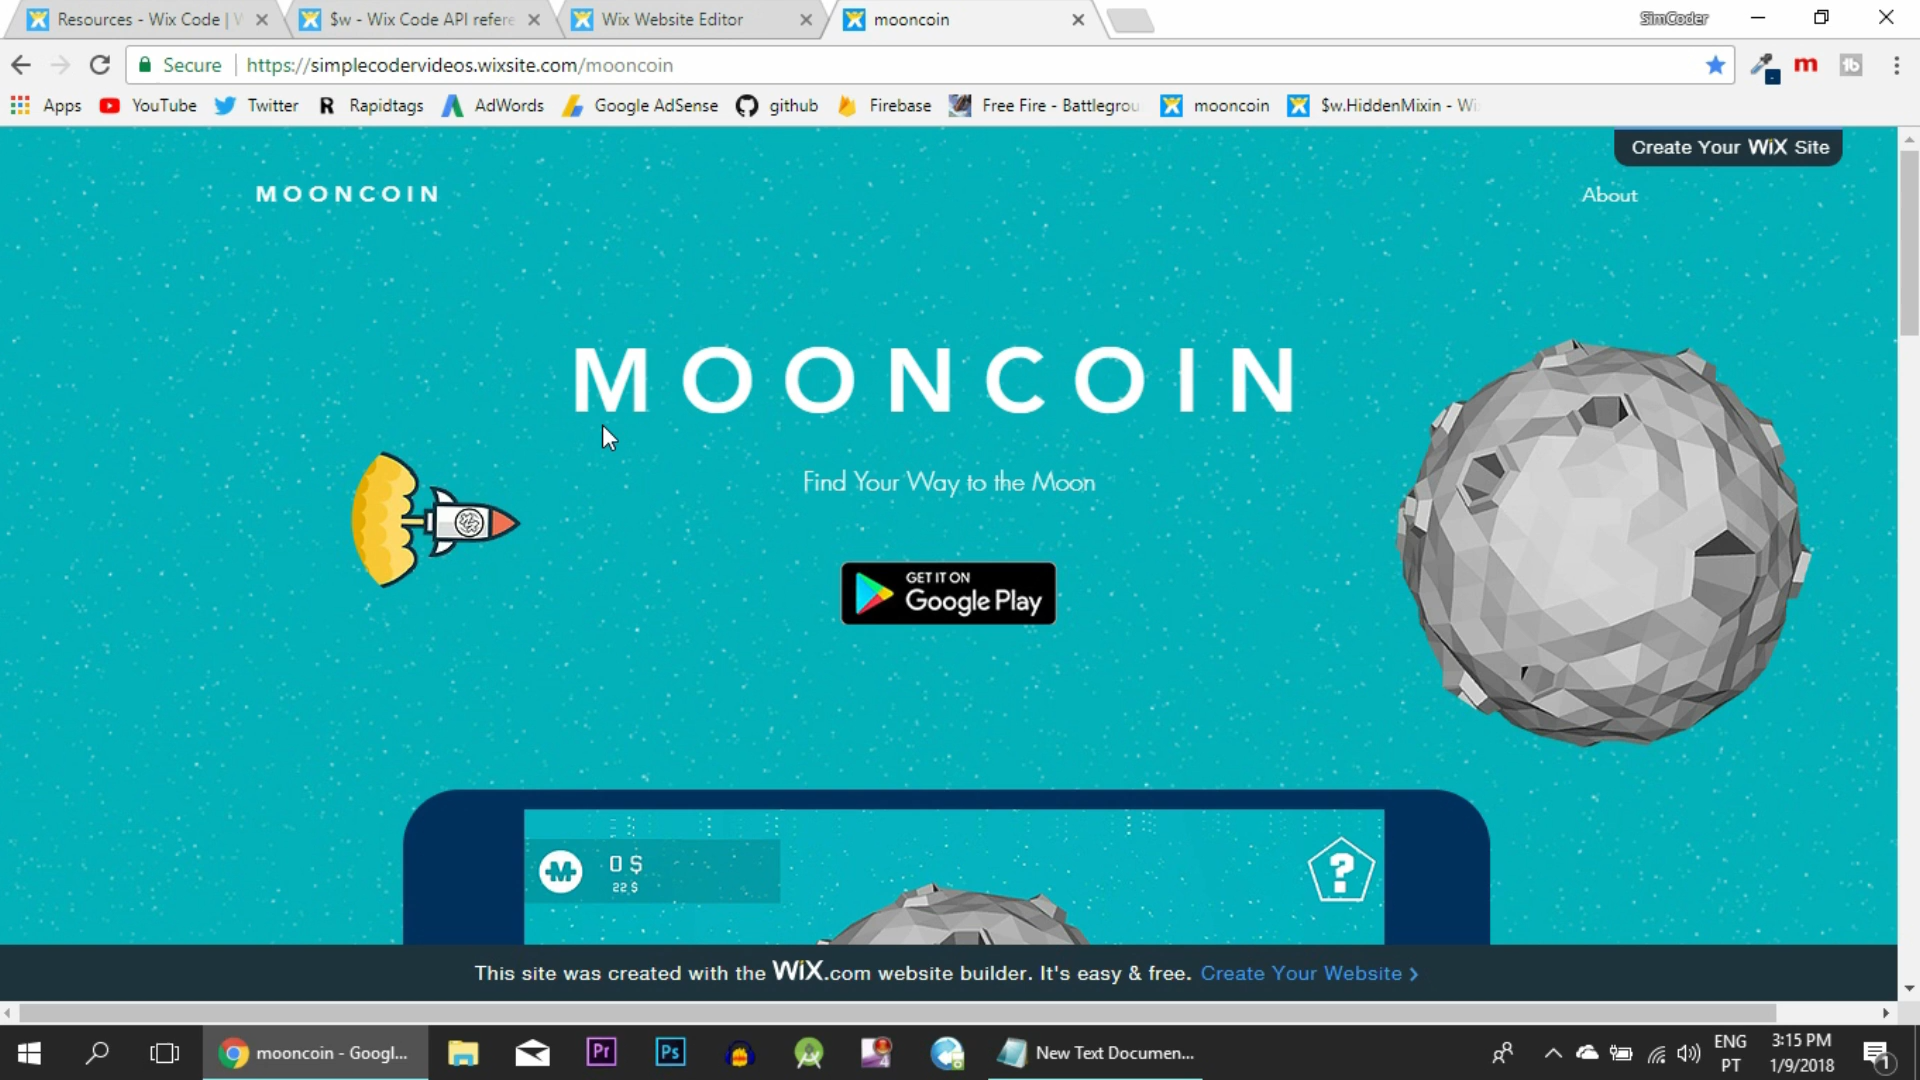 Resources - Wix Code |
$w - Wix Code API refere
Wix Website Editor
mooncoin
SimCoder
Secure
https://simplecodervideos.wixsite.com/mooncoin
Apps
YouTube
Twitter
Rapidtags
AdWords
Google AdSense
github
Firebase
Free Fire - Battlegrou
mooncoin
$w.HiddenMixin - Wi
Create Your WiX Site
MOONCOIN
About
MOONCOIN
Find Your Way to the Moon
GET IT ON
Google Play
0 $
22 $
?
This site was created with the WiX.com website builder. It's easy & free. Create Your Website >
mooncoin - Googl...
Pr
Ps
4
New Text Documen...
ENG
PT
3:15 PM
1/9/2018
1